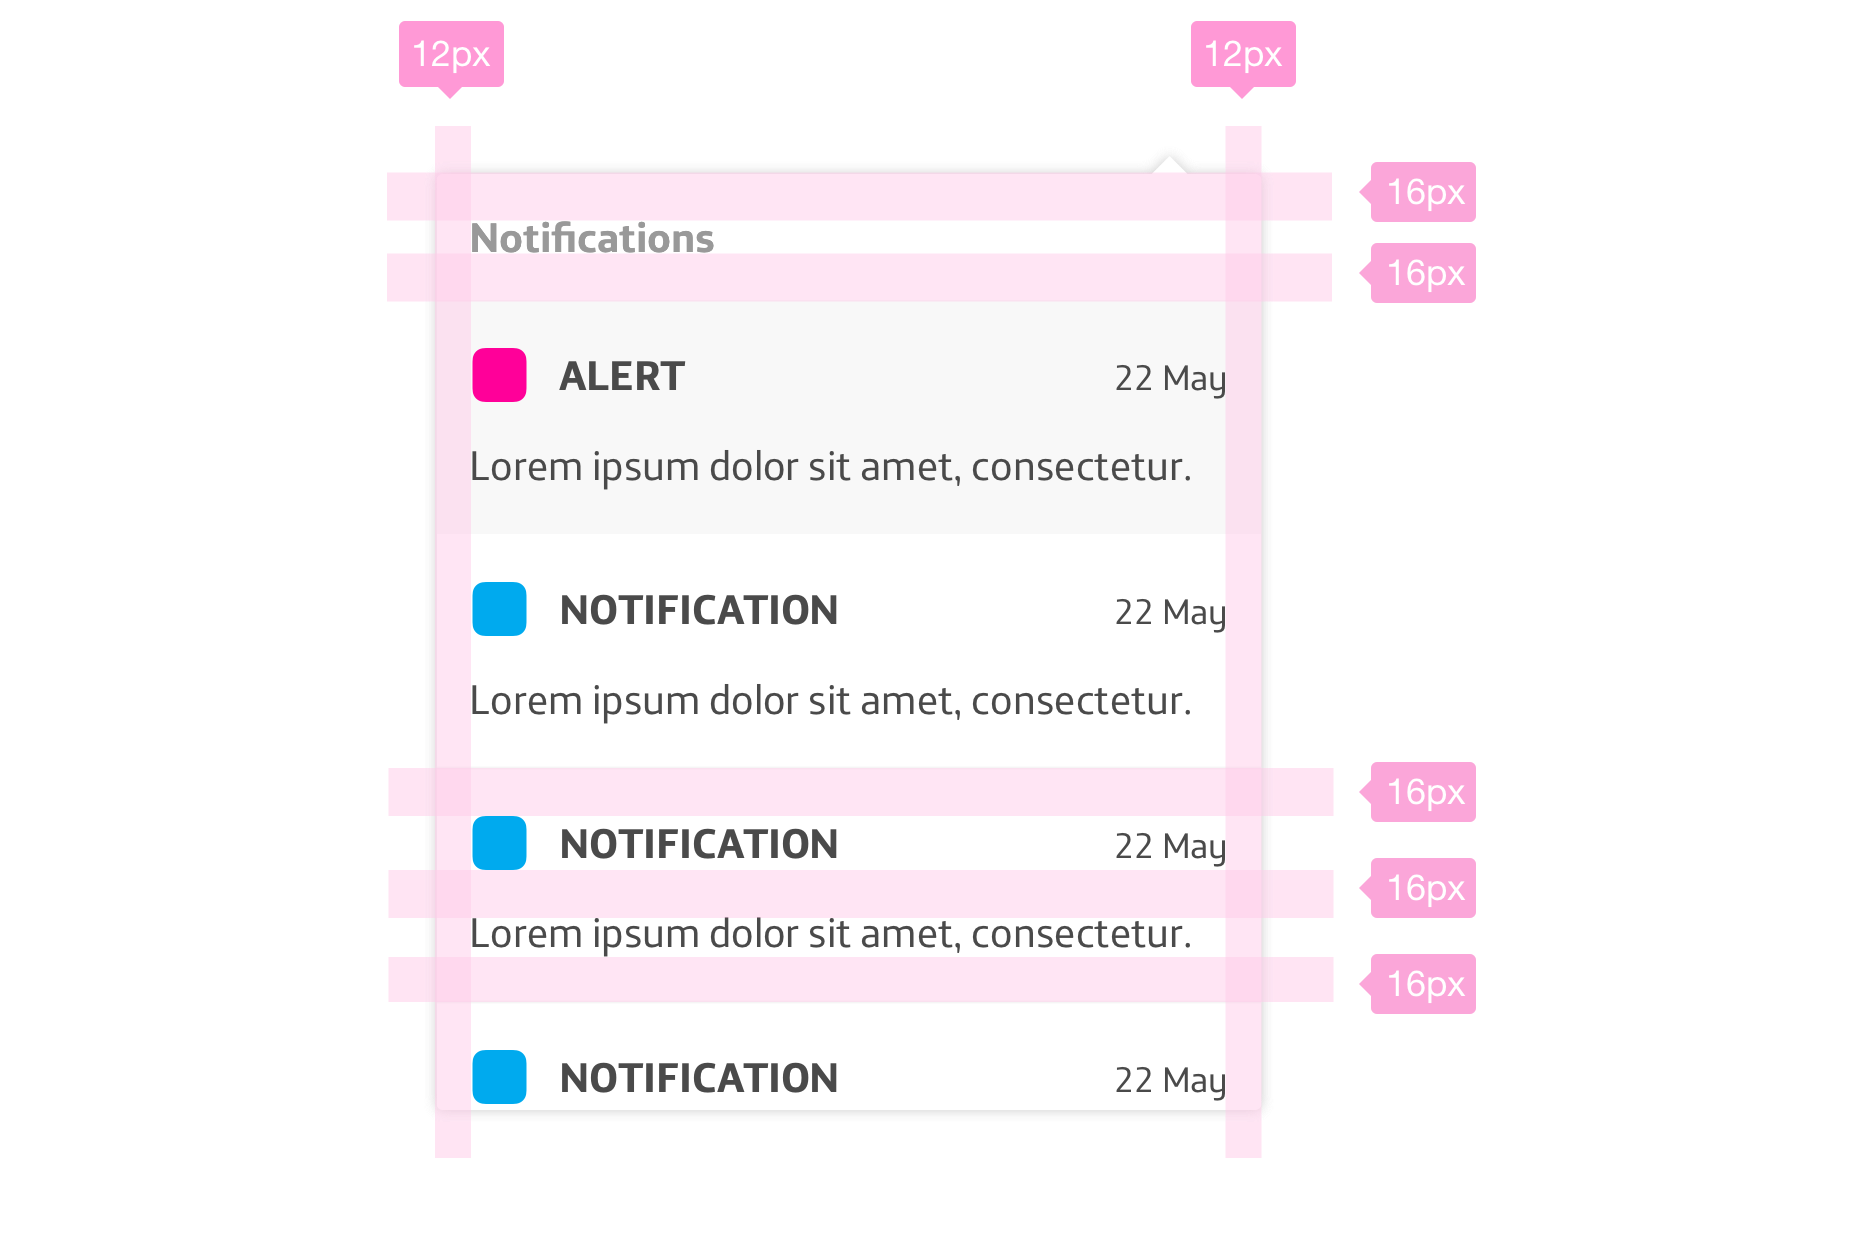 12px 12px
16px
Notifications
16px
ALERT 22 May
Lorem ipsum dolor sit amet, consectetur.
NOTIFICATION 22 May
Lorem ipsum dolor sit amet, consectetur.
16px
NOTIFICATION 22 May
16px
Lorem ipsum dolor sit amet, consectetur.
16px
NOTIFICATION 22 May